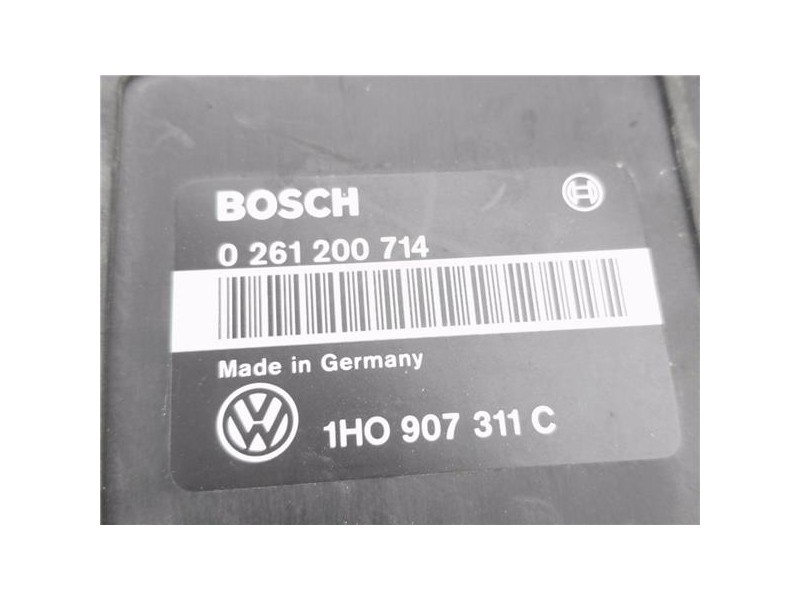 BOSCH
0 261 200 714
Made in Germany
1HO 907 311 C